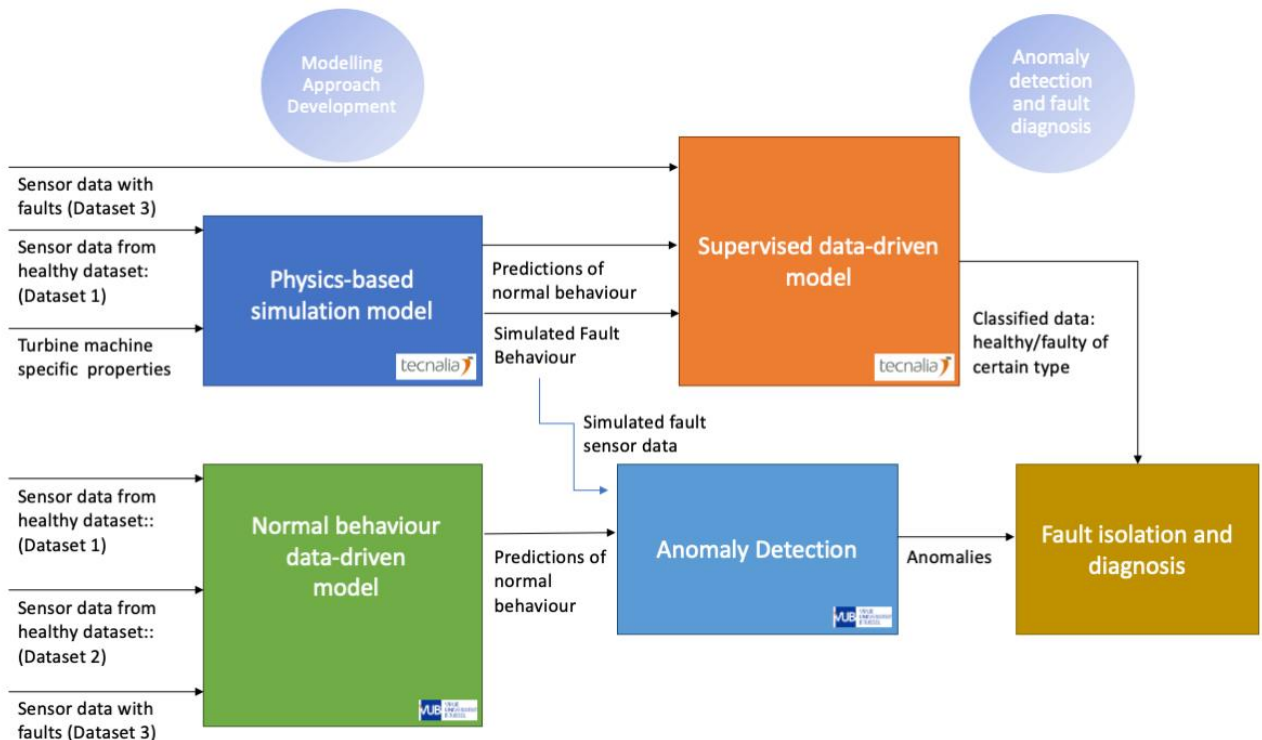 Modelling
Approach
Development
Anomaly
detection
and fault
diagnosis
Sensor data with
faults (Dataset 3)
Sensor data from
healthy dataset:
(Dataset 1)
Turbine machine
specific properties
Physics-based
simulation model
tecnalia
Predictions of
normal behaviour
Simulated Fault
Behaviour
Supervised data-driven
model
tecnalia
Classified data:
healthy/faulty of
certain type
Simulated fault
sensor data
Sensor data from
healthy dataset::
(Dataset 1)
Sensor data from
healthy dataset::
(Dataset 2)
Sensor data with
faults (Dataset 3)
Normal behaviour
data-driven
model
VUB
Predictions of
normal
behaviour
Anomaly Detection
VUB
Anomalies
Fault isolation and
diagnosis